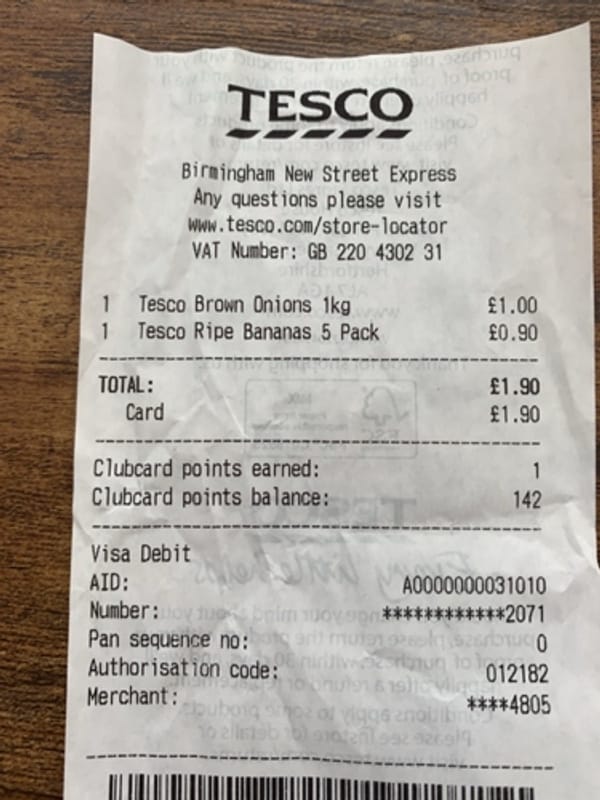 TESCO
Birmingham New Street Express
Any questions please visit
www.tesco.com/store-locator
VAT Number: GB 220 4302 31
1 Tesco Brown Onions 1kg £1.00
1 Tesco Ripe Bananas 5 Pack £0.90
TOTAL: £1.90
Card £1.90
Clubcard points earned: 1
Clubcard points balance: 142
Visa Debit
AID: A0000000031010
Number: ************2071
Pan sequence no: 0
Authorisation code: 012182
Merchant: ****4805